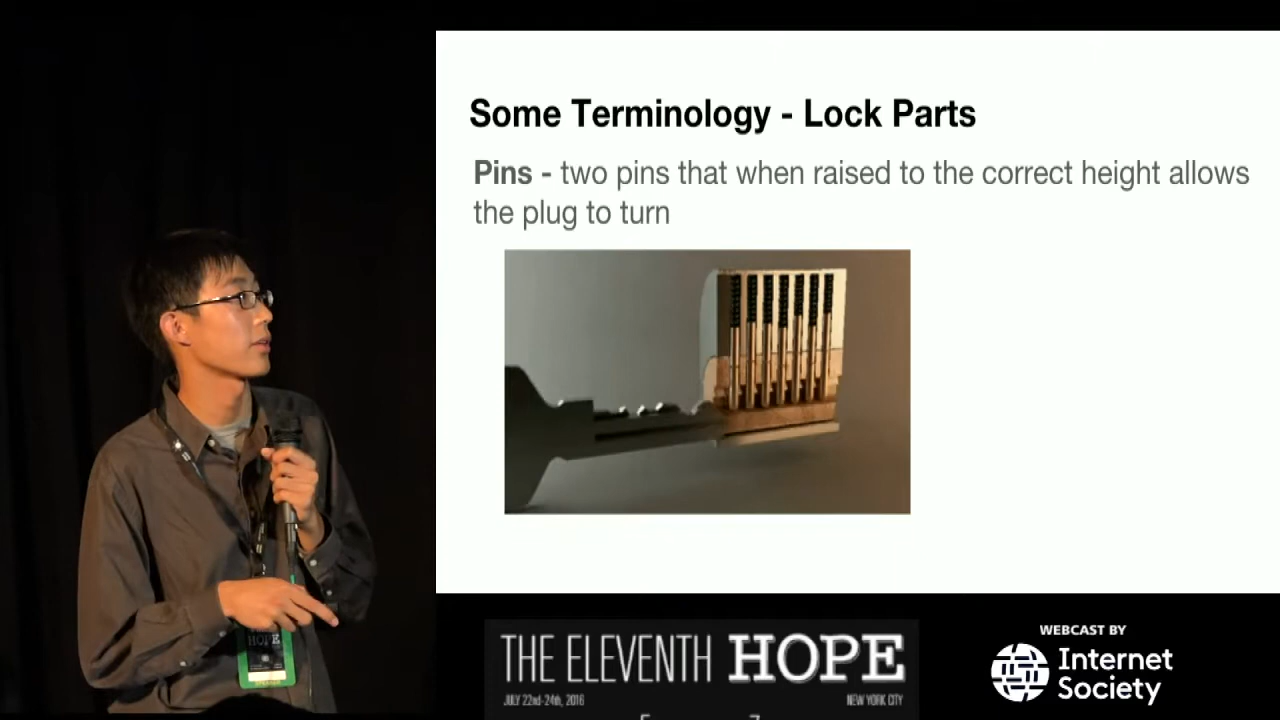 Some Terminology - Lock Parts
Pins - two pins that when raised to the correct height allows
the plug to turn
HOPE
THE ELEVENTH HOPE
JULY 22nd-24th, 2016
NEW YORK CITY
WEBCAST BY
Internet
Society